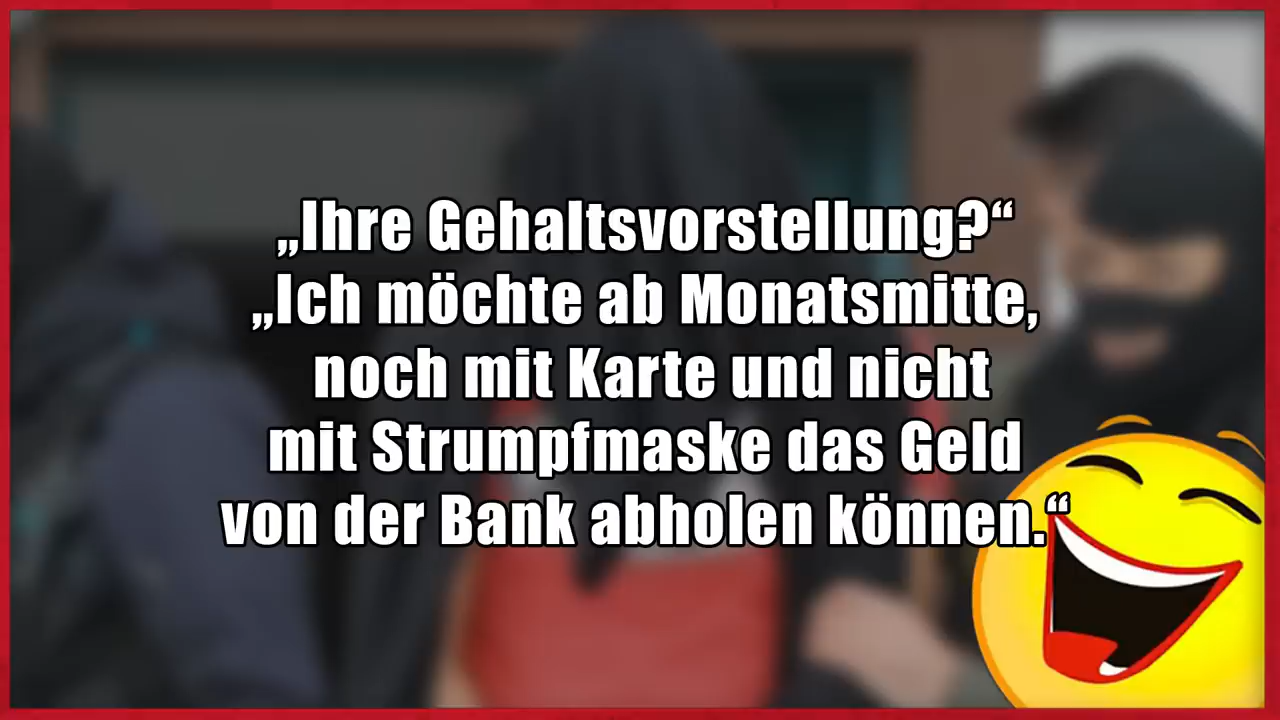 „Ihre Gehaltsvorstellung?“
„Ich möchte ab Monatsmitte,
noch mit Karte und nicht
mit Strumpfmaske das Geld
von der Bank abholen können.“